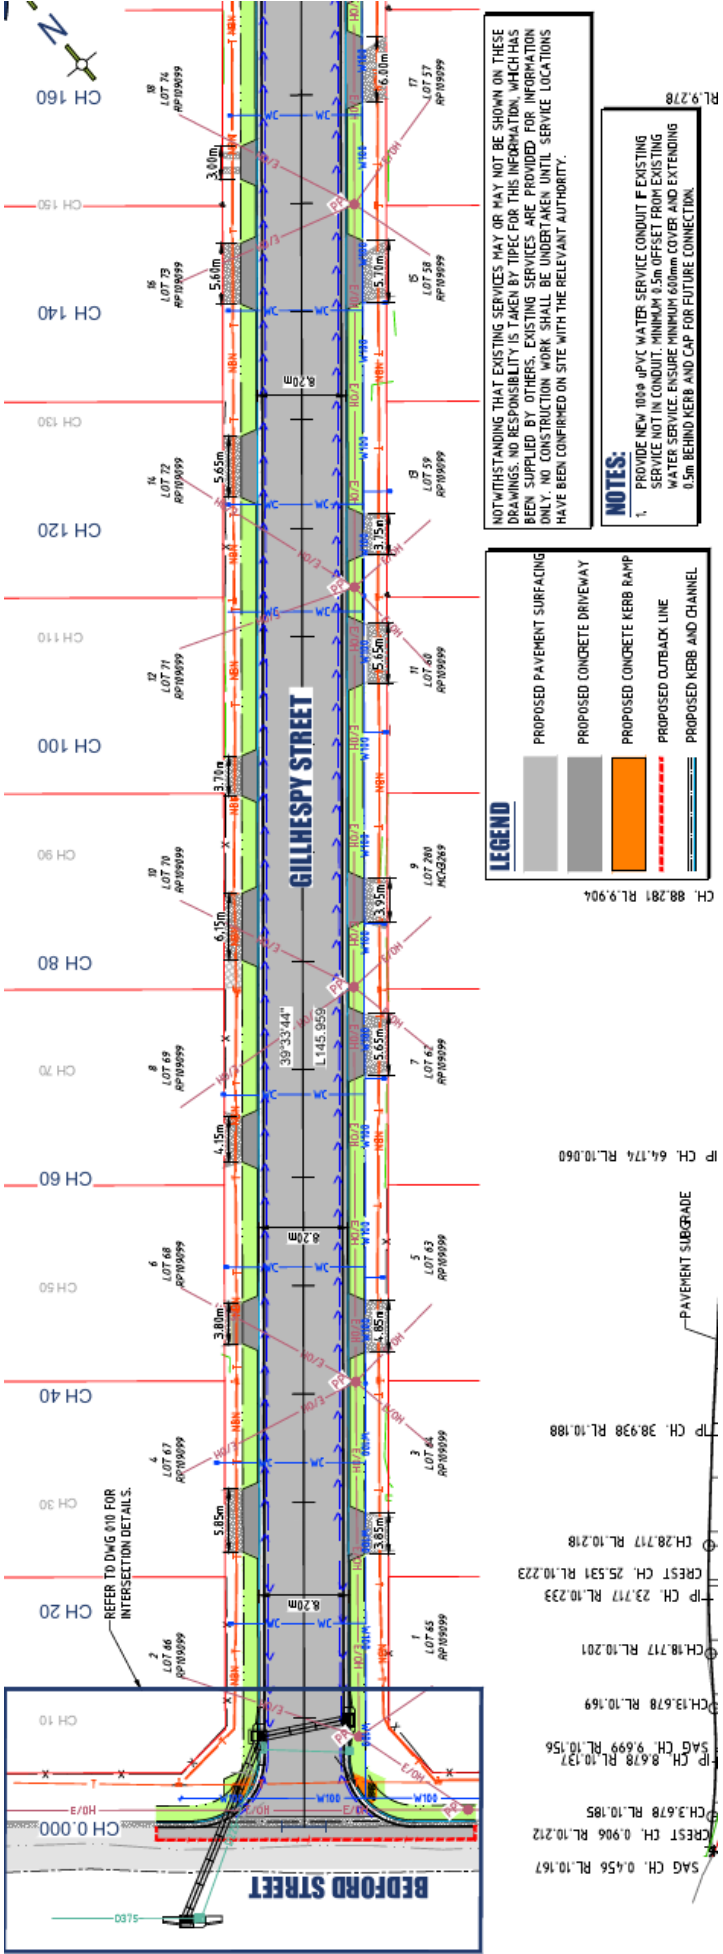 CH 160
CH 150
CH 140
CH 130
CH 120
CH 110
CH 100
CH 90
CH 80
CH 70
CH 60
CH 50
CH 40
CH 30
CH 20
CH 10
CH 0.000
18
LOT 74
RP109099
16
LOT 73
RP109099
14
LOT 72
RP109099
12
LOT 71
RP109099
10
LOT 70
RP109099
8
LOT 69
RP109099
6
LOT 68
RP109099
4
LOT 67
RP109099
2
LOT 66
RP109099
REFER TO DWG 010 FOR
INTERSECTION DETAILS.
3.00m
5.60m
5.65m
3.70m
6.15m
4.15m
3.80m
5.85m
GILLHESPY STREET
39°33'44"
L145.959
8.20m
8.20m
8.20m
BEDFORD STREET
O375
6.00m
5.70m
3.75m
5.65m
3.95m
5.65m
4.85m
3.85m
17
LOT 57
RP109099
15
LOT 58
RP109099
13
LOT 59
RP109099
11
LOT 60
RP109099
9
LOT 280
MCH3269
7
LOT 62
RP109099
5
LOT 63
RP109099
3
LOT 64
RP109099
1
LOT 65
RP109099
NOTWITHSTANDING THAT EXISTING SERVICES MAY OR MAY NOT BE SHOWN ON THESE
DRAWINGS. NO RESPONSIBLITY IS TAKEN BY TIPEC FOR THIS INFORMATION, WHICH HAS
BEEN SUPPLIED BY OTHERS. EXISTING SERVICES ARE PROVIDED FOR INFORMATION
ONLY. NO CONSTRUCTION WORK SHALL BE UNDERTAKEN UNTIL SERVICE LOCATIONS
HAVE BEEN CONFIRMED ON SITE WITH THE RELEVANT AUTHORITY.
NOTES:
1. PROVIDE NEW 100Φ uPVC WATER SERVICE CONDUIT IF EXISTING
SERVICE NOT IN CONDUIT. MINIMUM 0.5m OFFSET FROM EXISTING
WATER SERVICE. ENSURE MINIMUM 600mm COVER AND EXTENDING
0.5m BEHIND KERB AND CAP FOR FUTURE CONNECTION.
LEGEND
PROPOSED PAVEMENT SURFACING
PROPOSED CONCRETE DRIVEWAY
PROPOSED CONCRETE KERB RAMP
PROPOSED CUTBACK LINE
PROPOSED KERB AND CHANNEL
RL.9.278
CH. 88.281 RL.9.904
IP CH. 64.174 RL.10.060
PAVEMENT SUBGRADE
IP CH. 38.938 RL.10.188
CH.28.717 RL.10.218
CREST CH. 25.531 RL.10.223
IP CH. 23.717 RL.10.233
CH.18.717 RL.10.201
CH.13.678 RL.10.169
SAG CH. 9.699 RL.10.156
IP CH. 8.678 RL.10.137
CH.3.678 RL.10.185
CREST CH. 0.906 RL.10.212
SAG CH. 0.456 RL.10.167